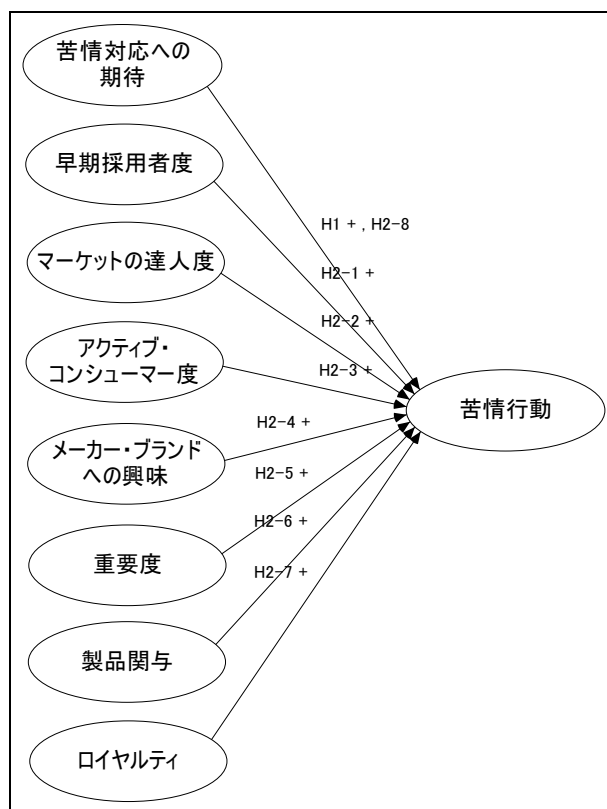 苦情対応への
期待
早期採用者度
マーケットの達人度
アクティブ・
コンシューマー度
メーカー・ブランド
への興味
重要度
製品関与
ロイヤルティ
H1 + , H2-8
H2-1 +
H2-2 +
H2-3 +
H2-4 +
H2-5 +
H2-6 +
H2-7 +
苦情行動